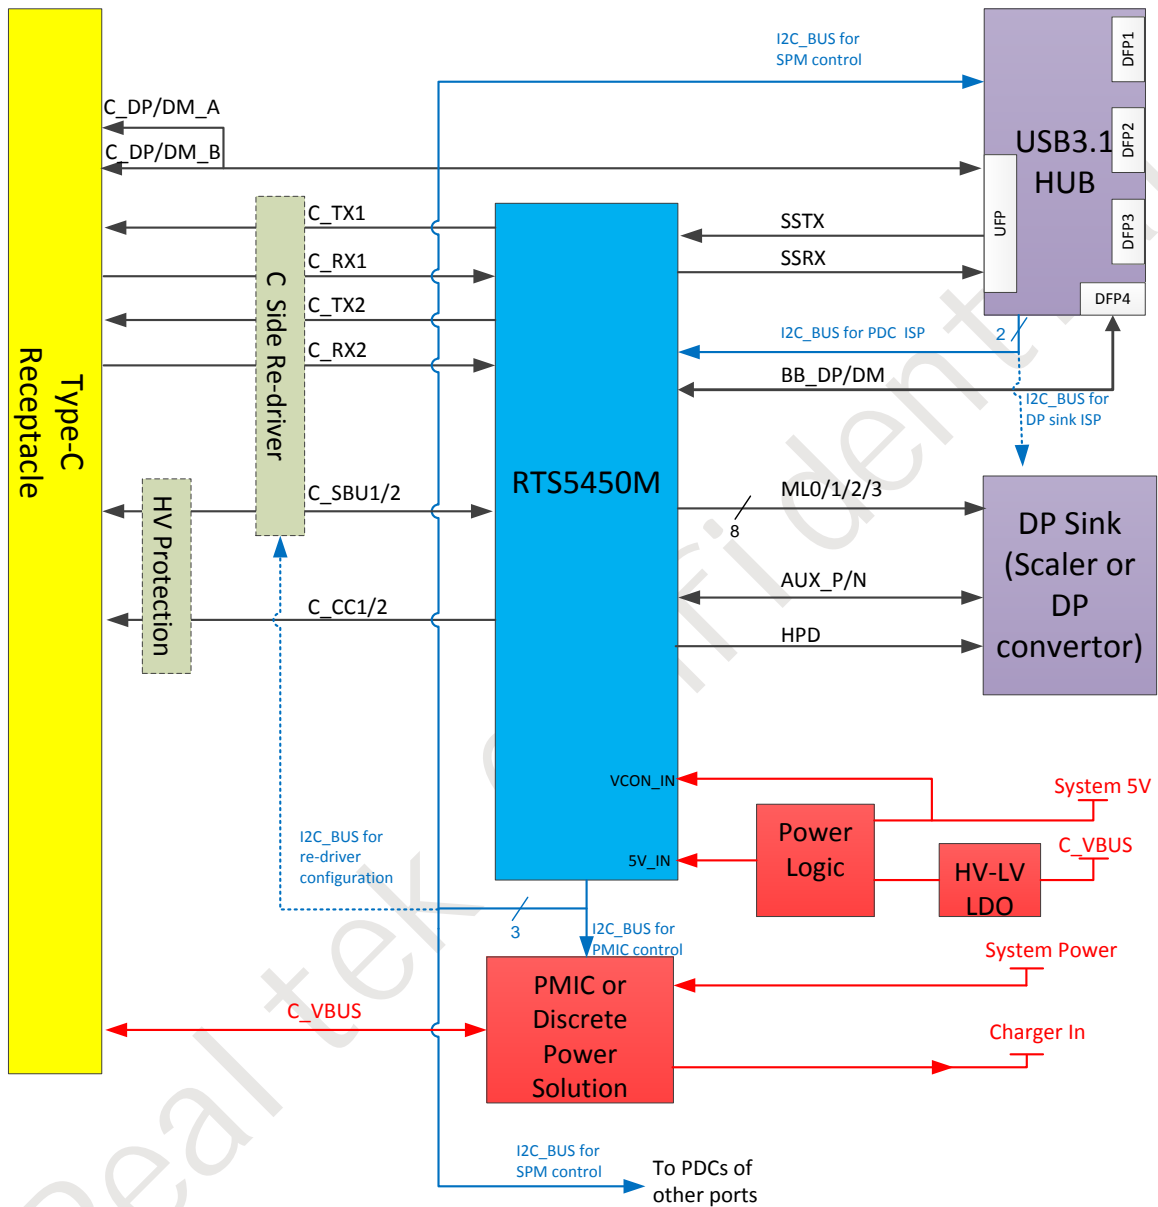 I2C_BUS for
SPM control
DFP1
C_DP/DM_A
DFP2
USB3.1
HUB
C_DP/DM_B
C_TX1
SSTX
UFP
DFP3
C_RX1
SSRX
C_TX2
DFP4
I2C_BUS for PDC ISP
2
C_RX2
BB_DP/DM
I2C_BUS for
DP sink ISP
C Side Re-driver
Type-C
Receptacle
RTS5450M
C_SBU1/2
ML0/1/2/3
8
HV Protection
DP Sink
(Scaler or
DP
convertor)
AUX_P/N
C_CC1/2
HPD
VCON_IN
System 5V
I2C_BUS for
re-driver
configuration
5V_IN
Power
Logic
C_VBUS
HV-LV
LDO
3
I2C_BUS for
PMIC control
System Power
PMIC or
Discrete
Power
Solution
C_VBUS
Charger In
I2C_BUS for
SPM control
To PDCs of
other ports
Realtek confident